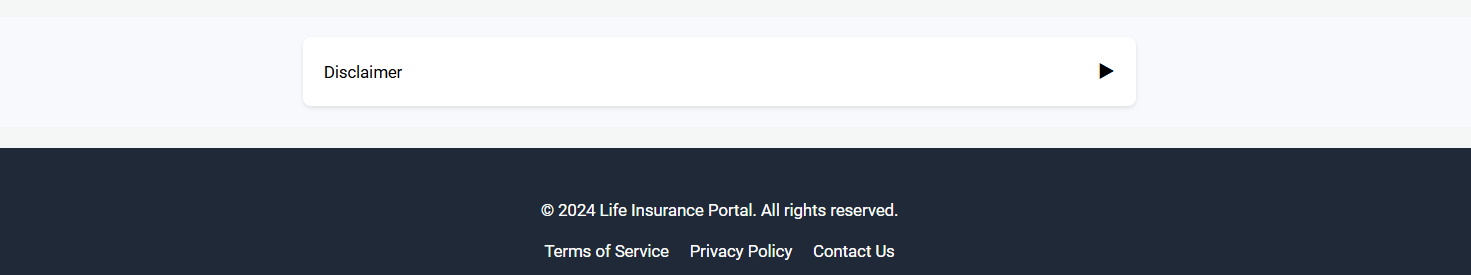 Disclaimer
© 2024 Life Insurance Portal. All rights reserved.
Terms of Service Privacy Policy Contact Us